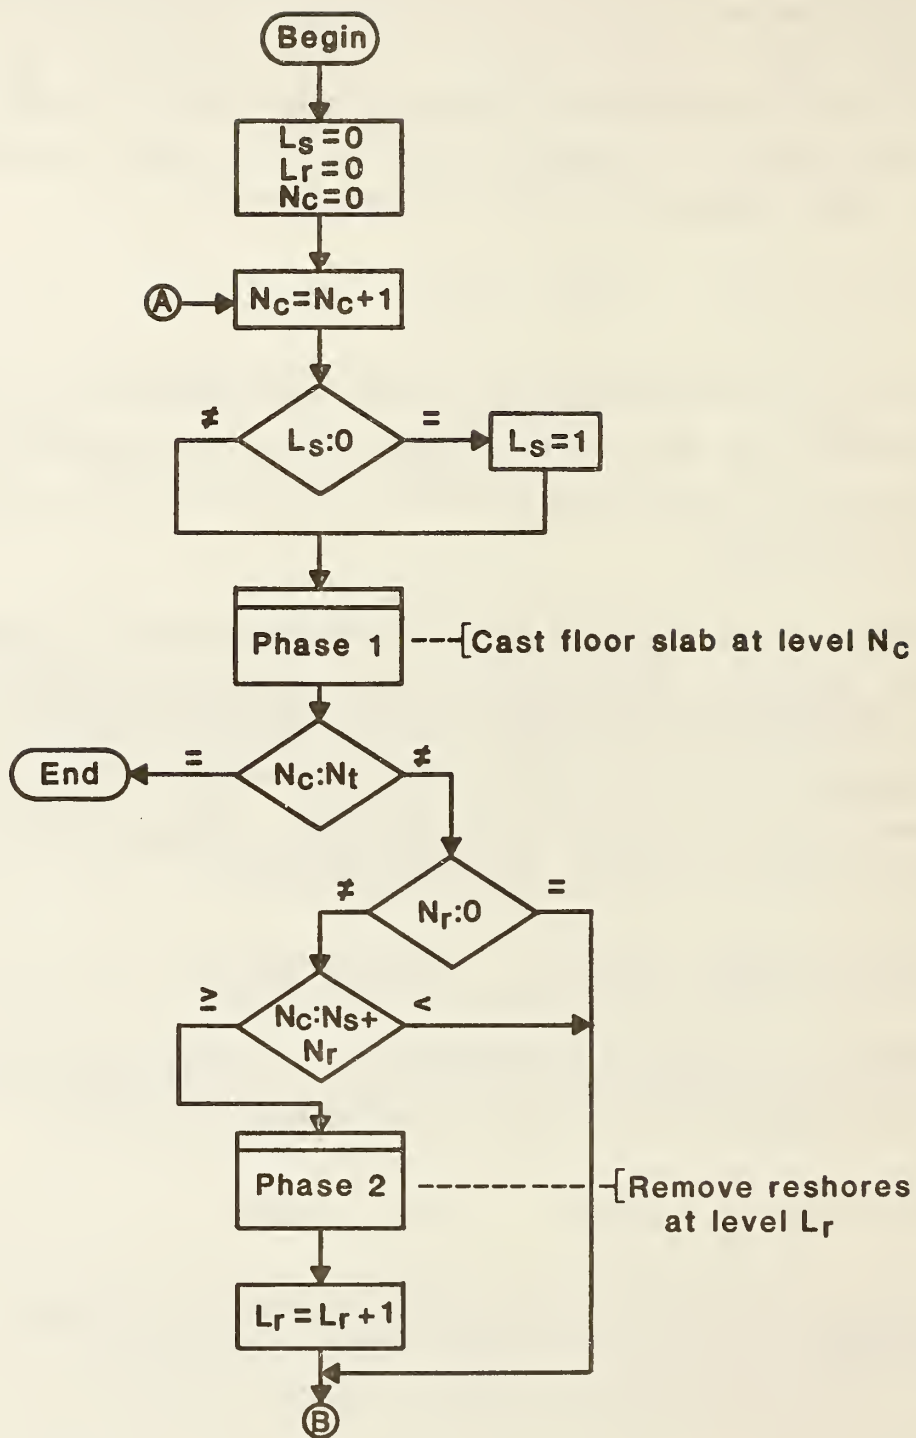 Begin
Ls=0
Lr=0
Nc=0
A
Nc=Nc+1
≠
Ls:0
=
Ls=1
Phase 1
Cast floor slab at level Nc
End
=
Nc:Nt
≠
≠
Nr:0
=
≥
Nc:Ns+
Nr
<
Phase 2
Remove reshores
at level Lr
Lr=Lr+1
B